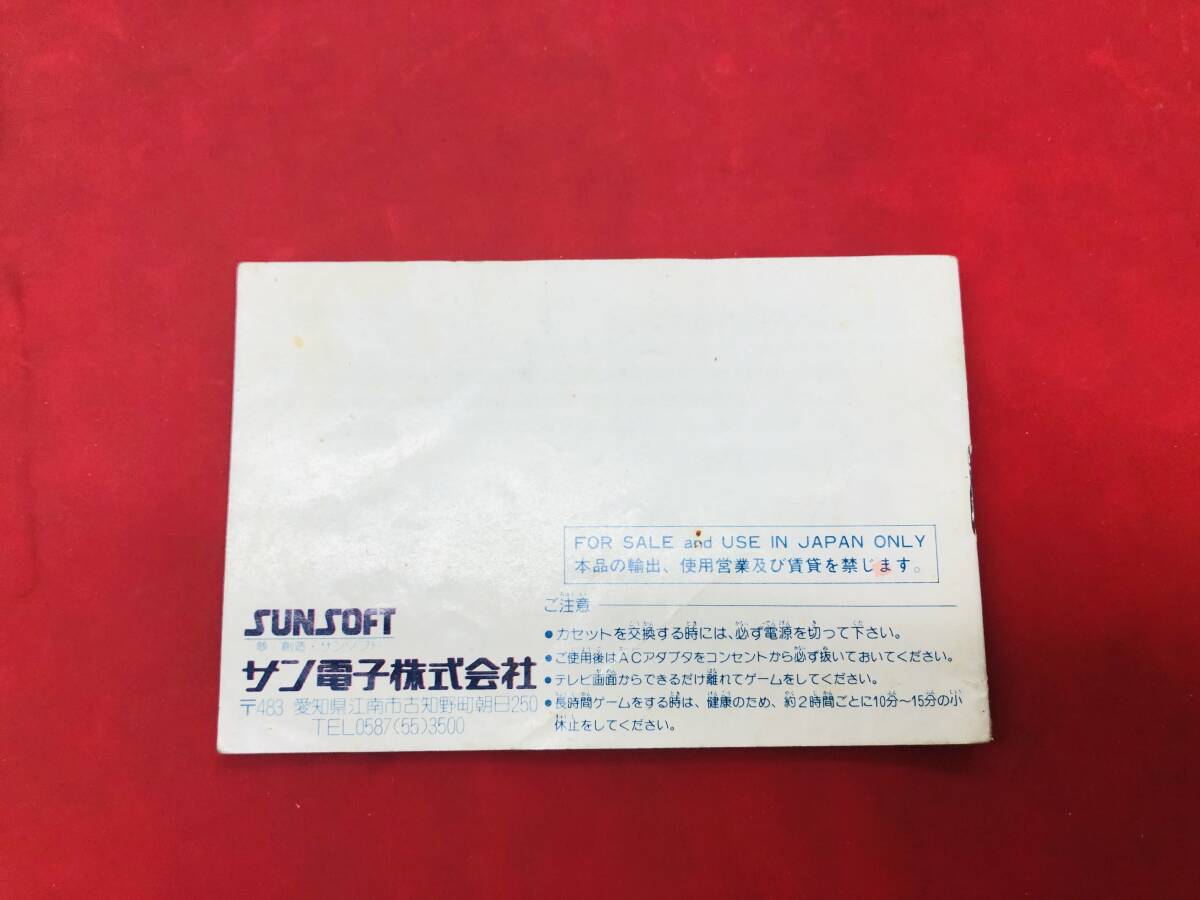 FOR SALE and USE IN JAPAN ONLY
本品の輸出、使用営業及び賃貸を禁じます。
ご注意
●カセットを交換する時には、必ず電源を切って下さい。
●ご使用後はACアダプタをコンセントから必ず抜いておいてください。
●テレビ画面からできるだけ離れてゲームをしてください。
●長時間ゲームをする時は、健康のため、約2時間ごとに10分〜15分の小
休止をしてください。
SUNSOFT
夢・創造・サンソフト
サン電子株式会社
〒483 愛知県江南市古知野町朝日250
TEL0587(55)3500